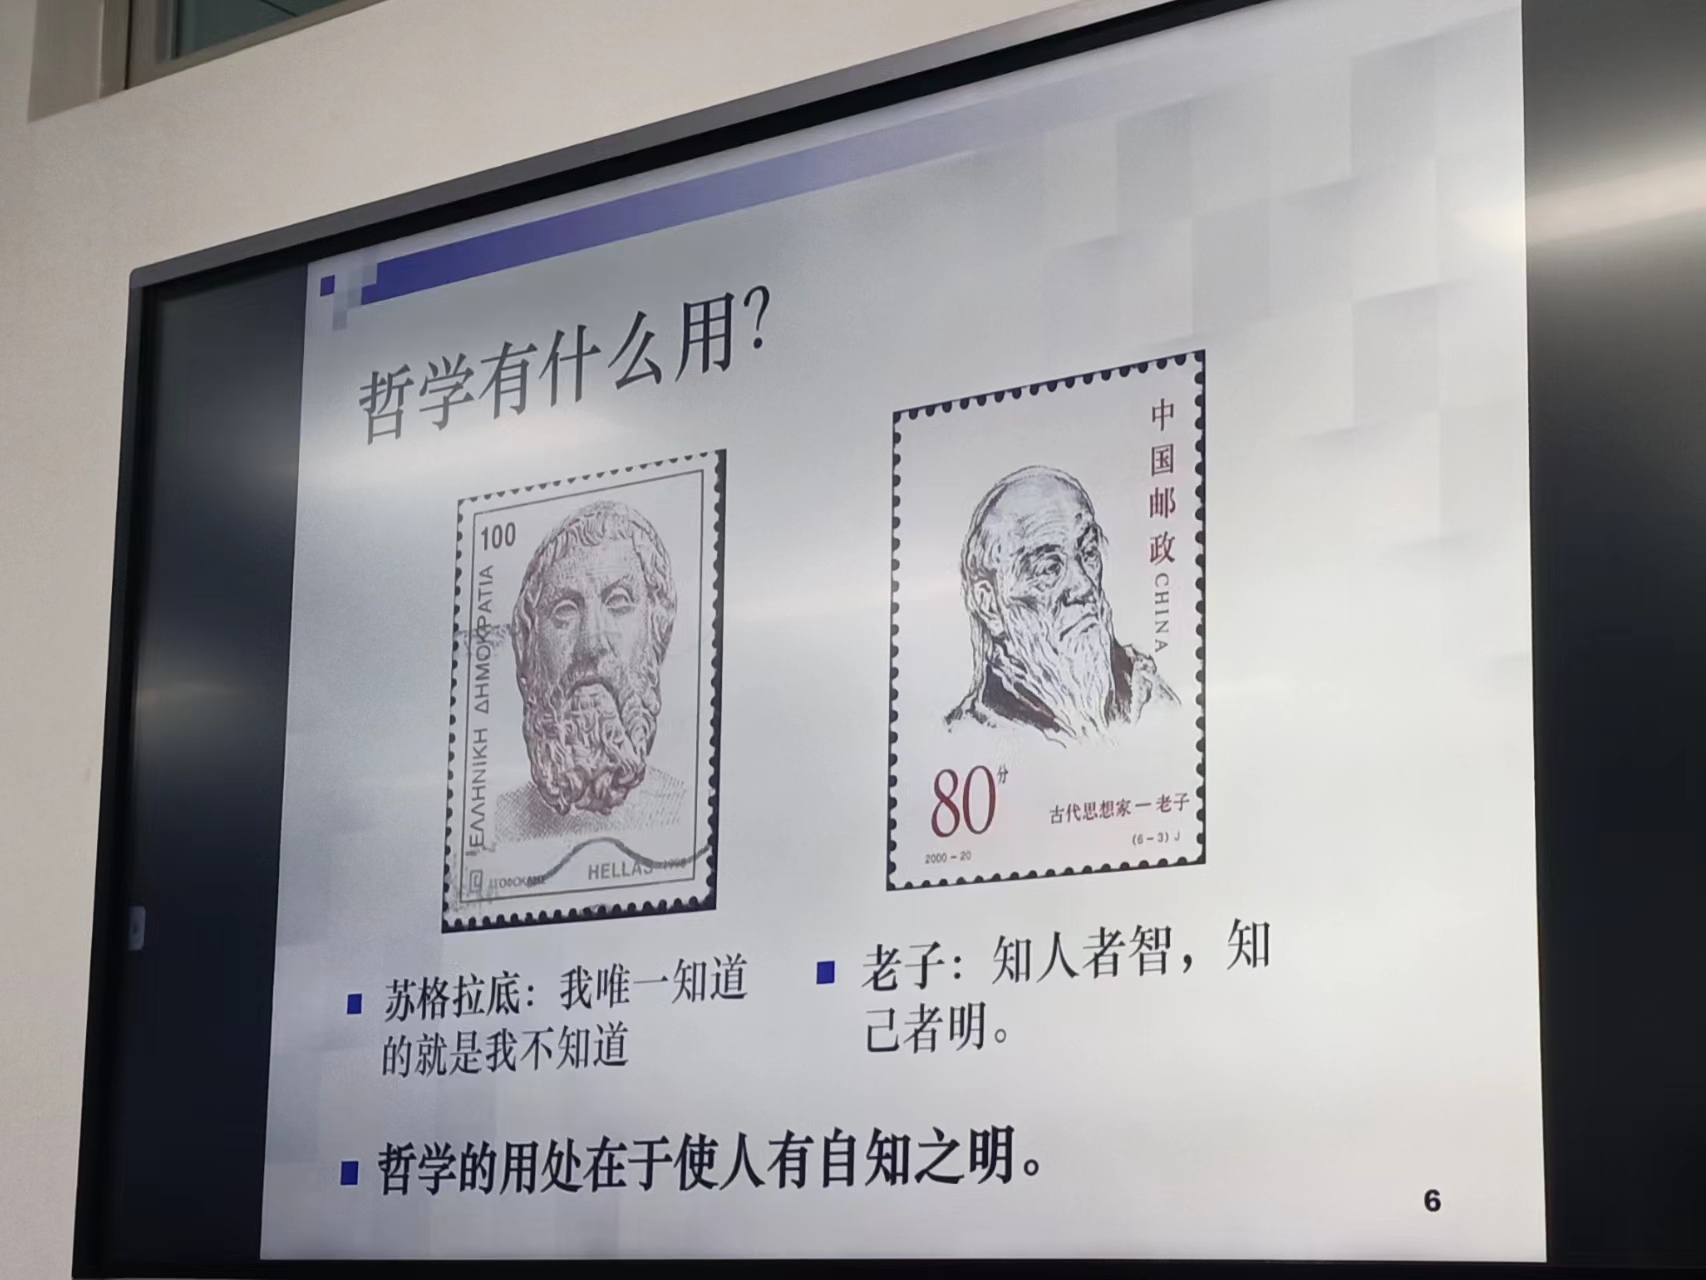 哲学有什么用?
100
ΕΛΛΗΝΙΚΗ ΔΗΜΟΚΡΑΤΙΑ
HELLAS
中国邮政
CHINA
80分
古代思想家—老子
2000-20
(6-3) J
苏格拉底：我唯一知道
的就是我不知道
老子：知人者智，知
己者明。
哲学的用处在于使人有自知之明。
6